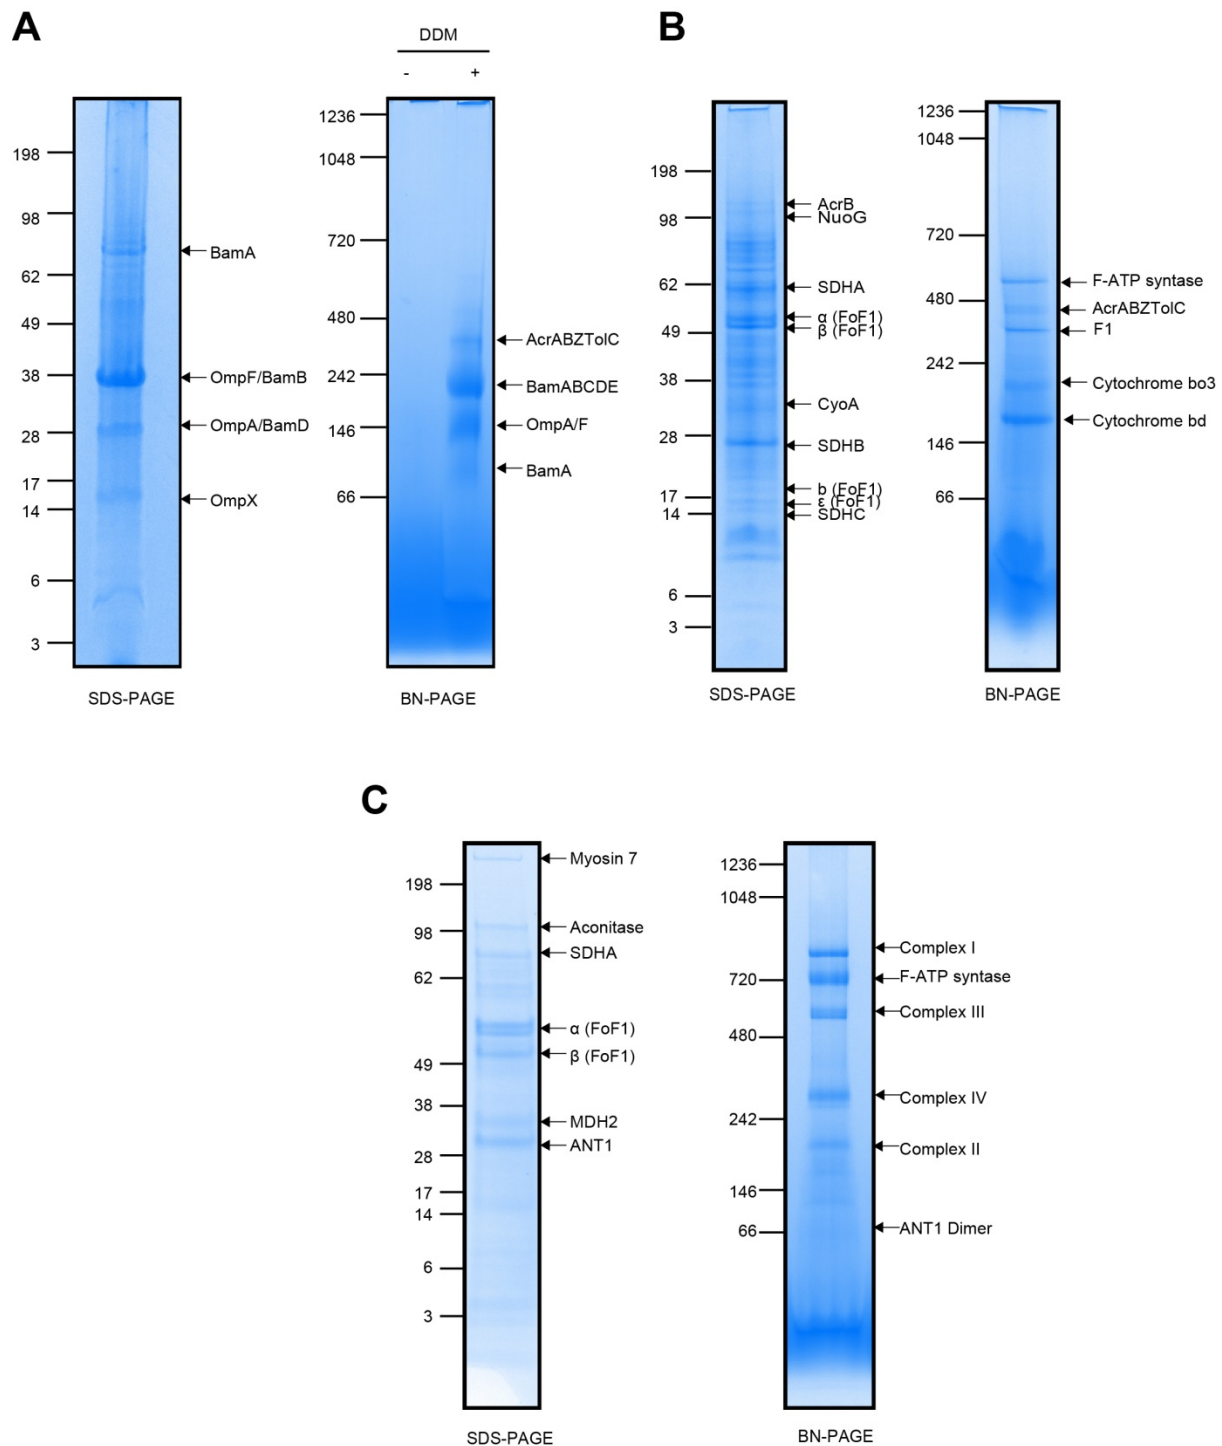 A
DDM
- +
198
98
62
49
38
28
17
14
6
3
BamA
OmpF/BamB
OmpA/BamD
OmpX
SDS-PAGE
1236
1048
720
480
242
146
66
AcrABZTolC
BamABCDE
OmpA/F
BamA
BN-PAGE
B
198
98
62
49
38
28
17
14
6
3
AcrB
NuoG
SDHA
α (FoF1)
β (FoF1)
CyoA
SDHB
b (FoF1)
ε (FoF1)
SDHC
SDS-PAGE
1236
1048
720
480
242
146
66
F-ATP syntase
AcrABZTolC
F1
Cytochrome bo3
Cytochrome bd
BN-PAGE
C
198
98
62
49
38
28
17
14
6
3
Myosin 7
Aconitase
SDHA
α (FoF1)
β (FoF1)
MDH2
ANT1
SDS-PAGE
1236
1048
720
480
242
146
66
Complex I
F-ATP syntase
Complex III
Complex IV
Complex II
ANT1 Dimer
BN-PAGE